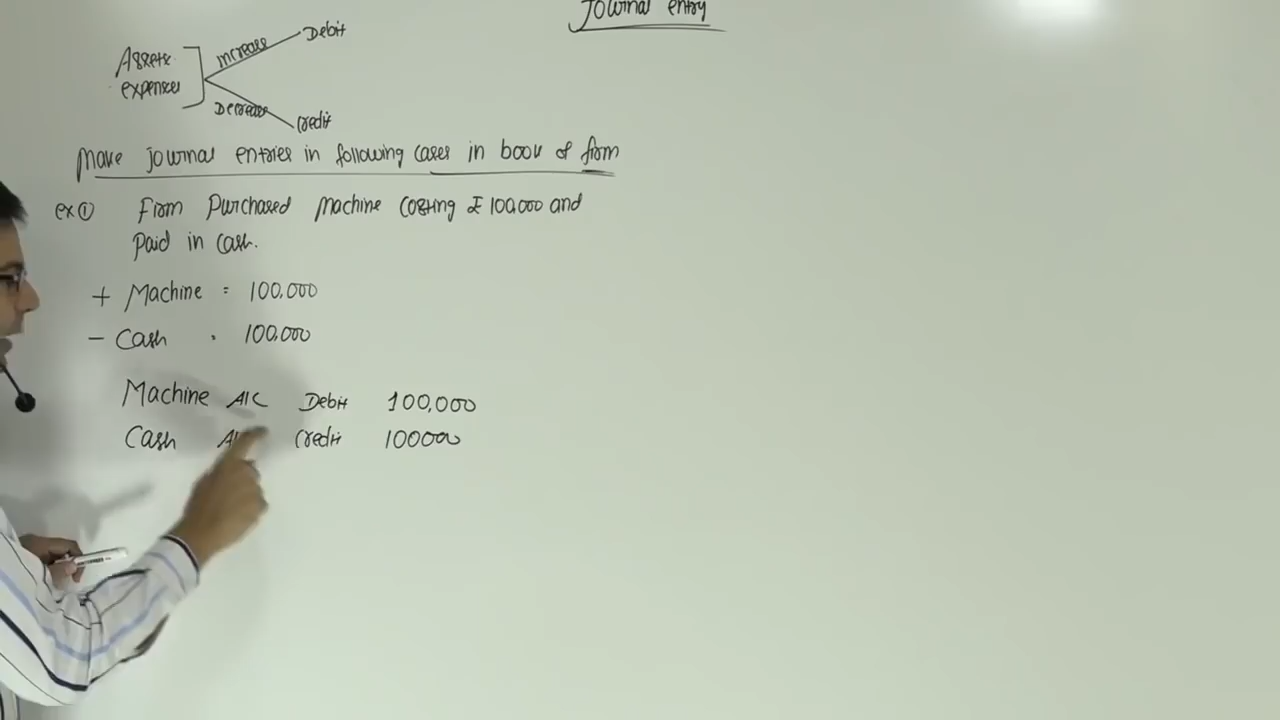 Journal entry
Assets
expenses
increase
Debit
Decrease
Credit
Make journal entries in following cases in book of firm
ex ① Firm Purchased machine costing ₹ 100,000 and
Paid in cash.
+ Machine = 100,000
- Cash = 100,000
Machine A/C Debit 100,000
Cash Credit 100000